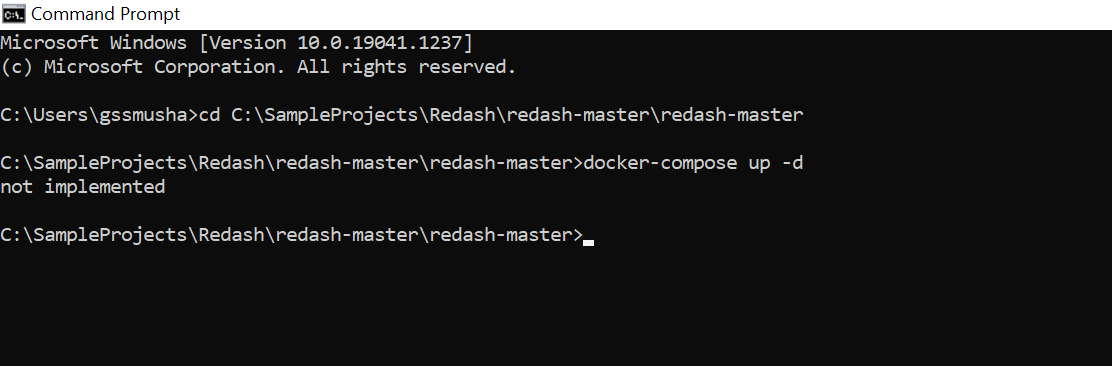 Command Prompt
Microsoft Windows [Version 10.0.19041.1237]
(c) Microsoft Corporation. All rights reserved.
C:\Users\gssmusha>cd C:\SampleProjects\Redash\redash-master\redash-master
C:\SampleProjects\Redash\redash-master\redash-master>docker-compose up -d
not implemented
C:\SampleProjects\Redash\redash-master\redash-master>